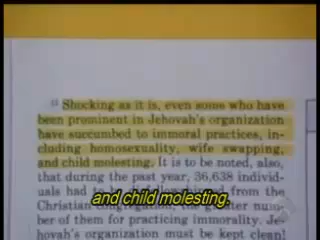 ¹¹ Shocking as it is, even some who have
been prominent in Jehovah's organization
have succumbed to immoral practices, in-
cluding homosexuality, wife swapping,
and child molesting. It is to be noted, also,
that during the past year, 36,638 individ-
uals had to be from the
Christian the greater num-
ber of them for practicing immorality. Je-
hovah's organization must be kept clean!
and child molesting.